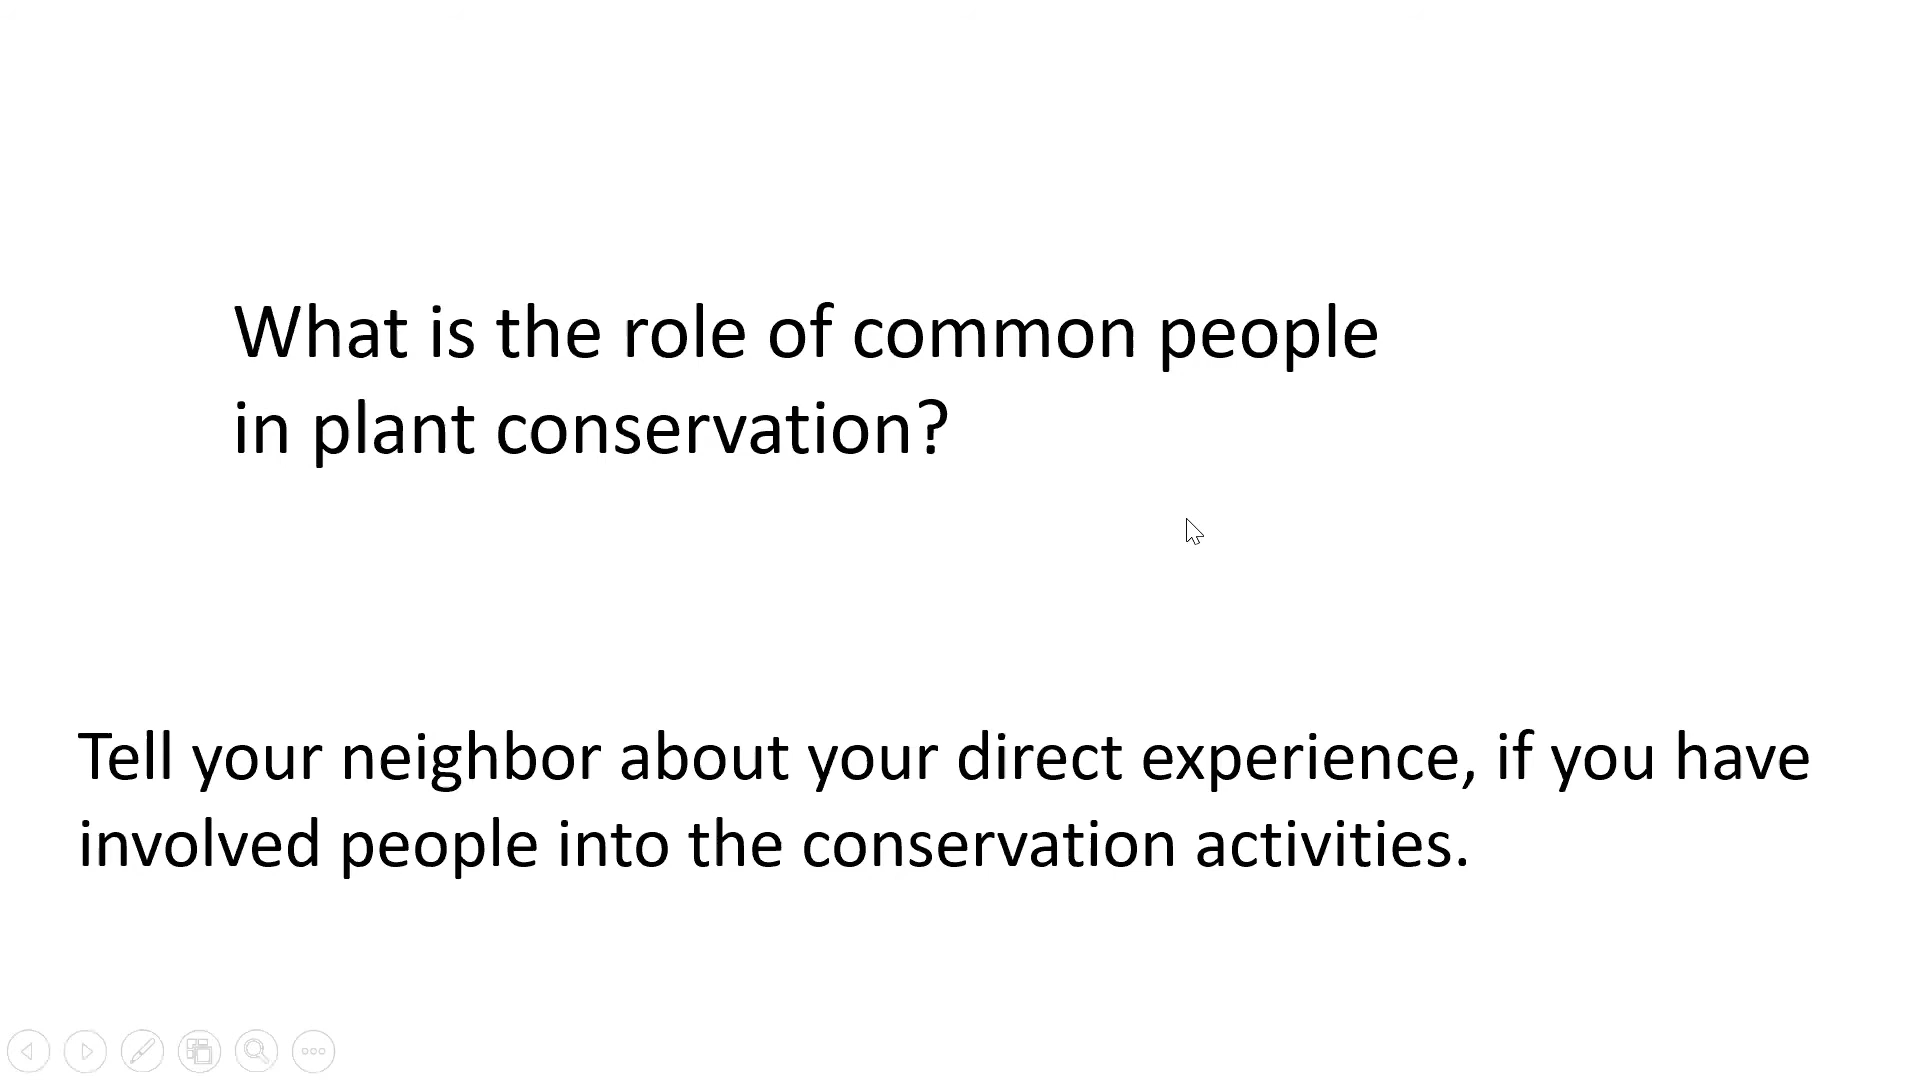 What is the role of common people
in plant conservation?
Tell your neighbor about your direct experience, if you have
involved people into the conservation activities.